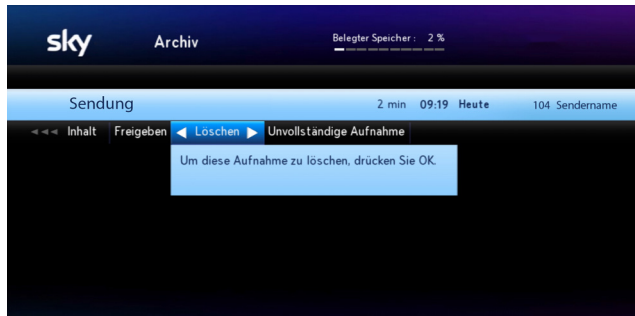 sky Archiv Belegter Speicher: 2 %
Sendung 2 min 09:19 Heute 104 Sendername
Inhalt Freigeben Löschen Unvollständige Aufnahme
Um diese Aufnahme zu löschen, drücken Sie OK.